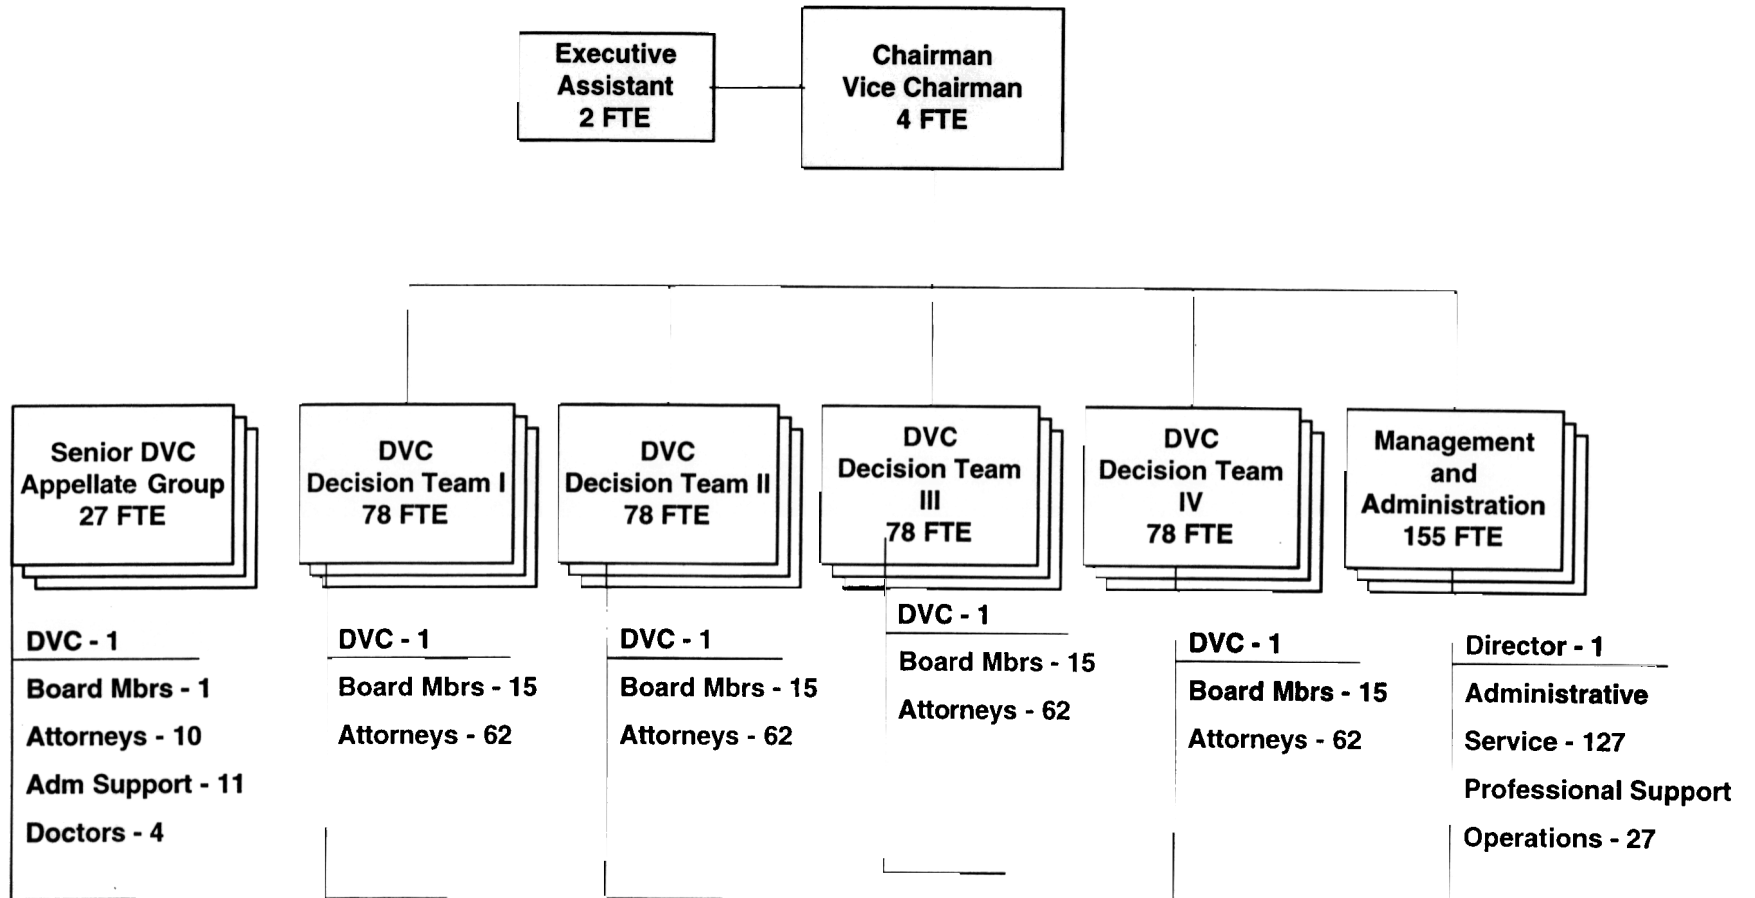 Executive
Assistant
2 FTE
Chairman
Vice Chairman
4 FTE
Senior DVC
Appellate Group
27 FTE
DVC
Decision Team I
78 FTE
DVC
Decision Team II
78 FTE
DVC
Decision Team
III
78 FTE
DVC
Decision Team
IV
78 FTE
Management
and
Administration
155 FTE
DVC - 1
Board Mbrs - 1
Attorneys - 10
Adm Support - 11
Doctors - 4
DVC - 1
Board Mbrs - 15
Attorneys - 62
DVC - 1
Board Mbrs - 15
Attorneys - 62
DVC - 1
Board Mbrs - 15
Attorneys - 62
DVC - 1
Board Mbrs - 15
Attorneys - 62
Director - 1
Administrative
Service - 127
Professional Support
Operations - 27